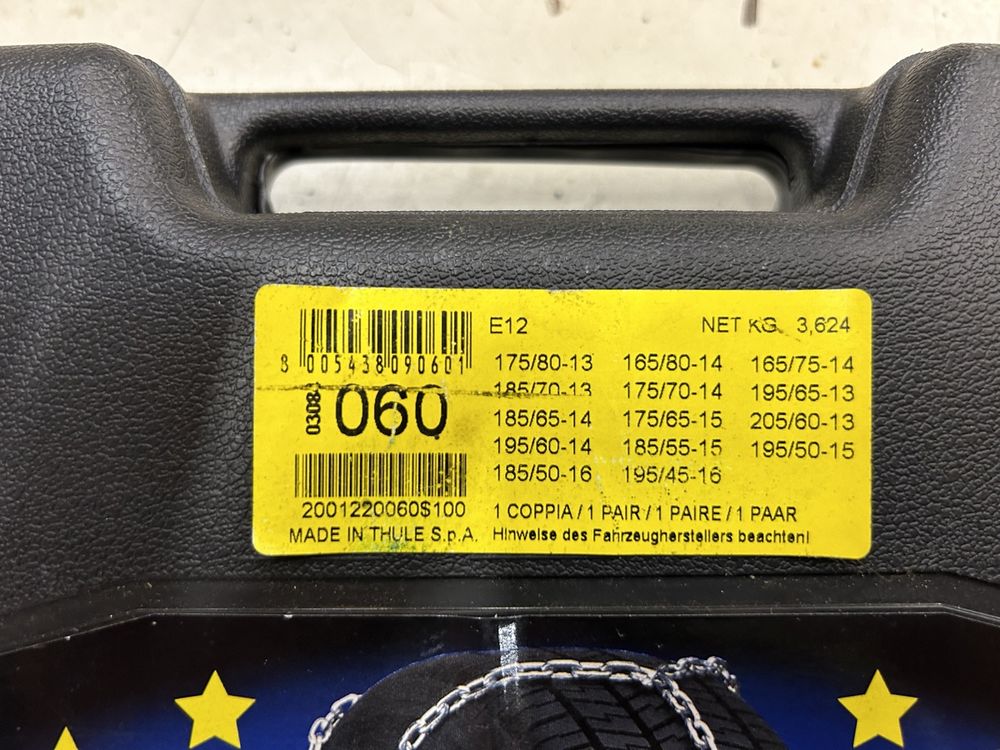 8 005438 090601
03084
060
2001220060$100
MADE IN THULE S.p.A.
E12 NET KG. 3,624
175/80-13 165/80-14 165/75-14
185/70-13 175/70-14 195/65-13
185/65-14 175/65-15 205/60-13
195/60-14 185/55-15 195/50-15
185/50-16 195/45-16
1 COPPIA / 1 PAIR / 1 PAIRE / 1 PAAR
Hinweise des Fahrzeugherstellers beachten!